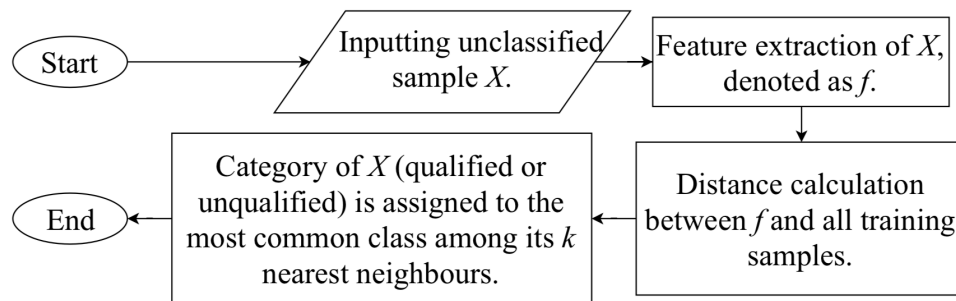 Start
Inputting unclassified
sample X.
Feature extraction of X,
denoted as f.
Distance calculation
between f and all training
samples.
Category of X (qualified or
unqualified) is assigned to the
most common class among its k
nearest neighbours.
End